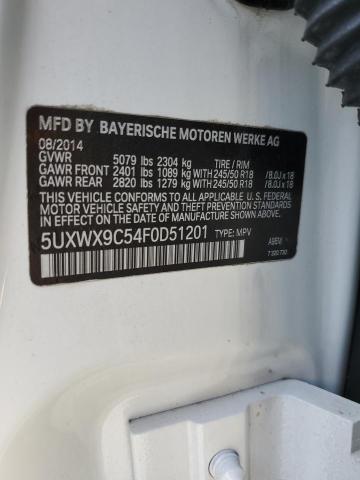 MFD BY BAYERISCHE MOTOREN WERKE AG
08/2014
GVWR 5079 lbs 2304 kg TIRE / RIM
GAWR FRONT 2401 lbs 1089 kg WITH 245/50 R18 / 8.0J x 18
GAWR REAR 2820 lbs 1279 kg WITH 245/50 R18 / 8.0J x 18
THIS VEHICLE CONFORMS TO ALL APPLICABLE U.S. FEDERAL
MOTOR VEHICLE SAFETY STANDARDS IN EFFECT
ON THE DATE OF MANUFACTURE SHOWN ABOVE.
5UXWX9C54F0D51201 TYPE: MPV